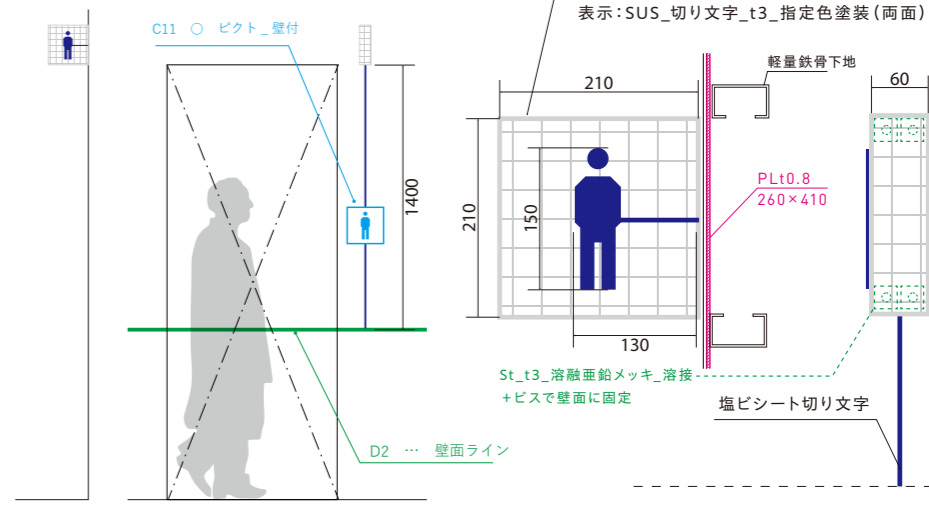 表示：SUS_切り文字_t3_指定色塗装（両面）
C11 ○ ピクト_壁付
軽量鉄骨下地
210
60
1400
210
150
PLt0.8
260×410
130
St_t3_溶融亜鉛メッキ_溶接
+ビスで壁面に固定
塩ビシート切り文字
D2 … 壁面ライン